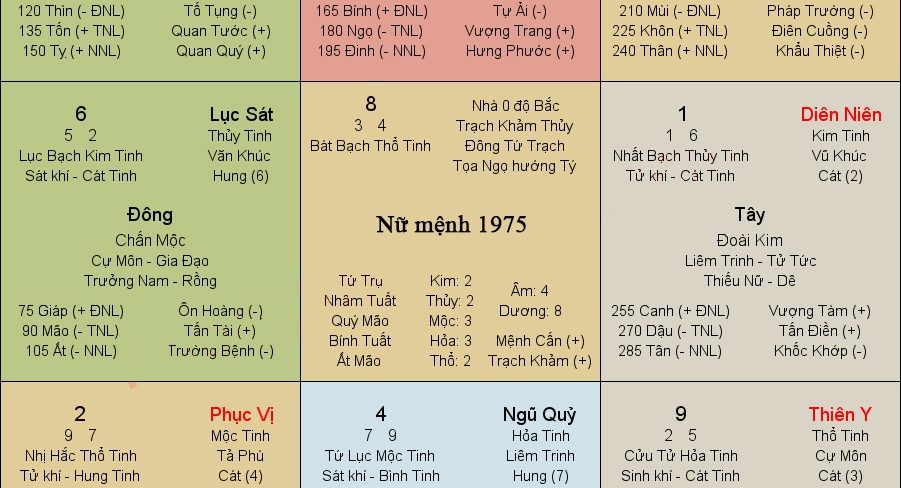 120 Thìn (- ĐNL) Tố Tụng (-)
135 Tốn (+ TNL) Quan Tước (+)
150 Tỵ (+ NNL) Quan Quý (+)
165 Bính (+ ĐNL) Tự Ải (-)
180 Ngọ (- TNL) Vượng Trang (+)
195 Đinh (- NNL) Hưng Phước (+)
210 Mùi (- ĐNL) Pháp Trường (-)
225 Khôn (+ TNL) Điên Cuồng (-)
240 Thân (+ NNL) Khẩu Thiệt (-)
6 Lục Sát
5 2 Thủy Tinh
Lục Bạch Kim Tinh Văn Khúc
Sát khí - Cát Tinh Hung (6)
Đông
Chấn Mộc
Cự Môn - Gia Đạo
Trưởng Nam - Rồng
75 Giáp (+ ĐNL) Ôn Hoàng (-)
90 Mão (- TNL) Tấn Tài (+)
105 Ất (- NNL) Trường Bệnh (-)
8 Nhà 0 độ Bắc
3 4 Trạch Khảm Thủy
Bát Bạch Thổ Tinh Đông Tứ Trạch
Tọa Ngọ hướng Tý
Nữ mệnh 1975
Tứ Trụ Kim: 2
Nhâm Tuất Thủy: 2 Âm: 4
Quý Mão Mộc: 3 Dương: 8
Bính Tuất Hỏa: 3 Mệnh Cấn (+)
Ất Mão Thổ: 2 Trạch Khảm (+)
1 Diên Niên
1 6 Kim Tinh
Nhất Bạch Thủy Tinh Vũ Khúc
Tử khí - Cát Tinh Cát (2)
Tây
Đoài Kim
Liêm Trinh - Tử Tức
Thiếu Nữ - Dê
255 Canh (+ ĐNL) Vượng Tàm (+)
270 Dậu (- TNL) Tấn Điền (+)
285 Tân (- NNL) Khốc Khớp (-)
2 Phục Vị
9 7 Mộc Tinh
Nhị Hắc Thổ Tinh Tả Phù
Tử khí - Hung Tinh Cát (4)
4 Ngũ Quỷ
7 9 Hỏa Tinh
Tứ Lục Mộc Tinh Liêm Trinh
Sát khí - Bình Tinh Hung (7)
9 Thiên Y
2 5 Thổ Tinh
Cửu Tử Hỏa Tinh Cự Môn
Sinh khí - Cát Tinh Cát (3)